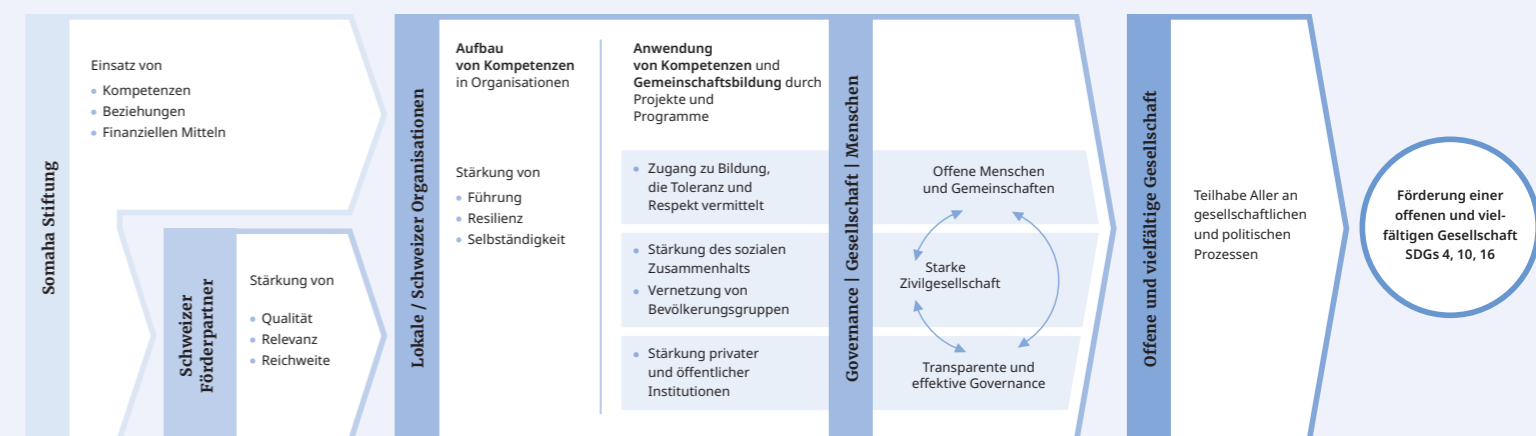 Somaha Stiftung
Einsatz von
Kompetenzen
Beziehungen
Finanziellen Mitteln
Schweizer
Förderpartner
Stärkung von
Qualität
Relevanz
Reichweite
Lokale / Schweizer Organisationen
Aufbau
von Kompetenzen
in Organisationen
Stärkung von
Führung
Resilienz
Selbständigkeit
Anwendung
von Kompetenzen und
Gemeinschaftsbildung durch
Projekte und
Programme
Zugang zu Bildung,
die Toleranz und
Respekt vermittelt
Stärkung des sozialen
Zusammenhalts
Vernetzung von
Bevölkerungsgruppen
Stärkung privater
und öffentlicher
Institutionen
Governance | Gesellschaft | Menschen
Offene Menschen
und Gemeinschaften
Starke
Zivilgesellschaft
Transparente und
effektive Governance
Offene und vielfältige Gesellschaft
Teilhabe Aller an
gesellschaftlichen
und politischen
Prozessen
Förderung einer
offenen und viel-
fältigen Gesellschaft
SDGs 4, 10, 16